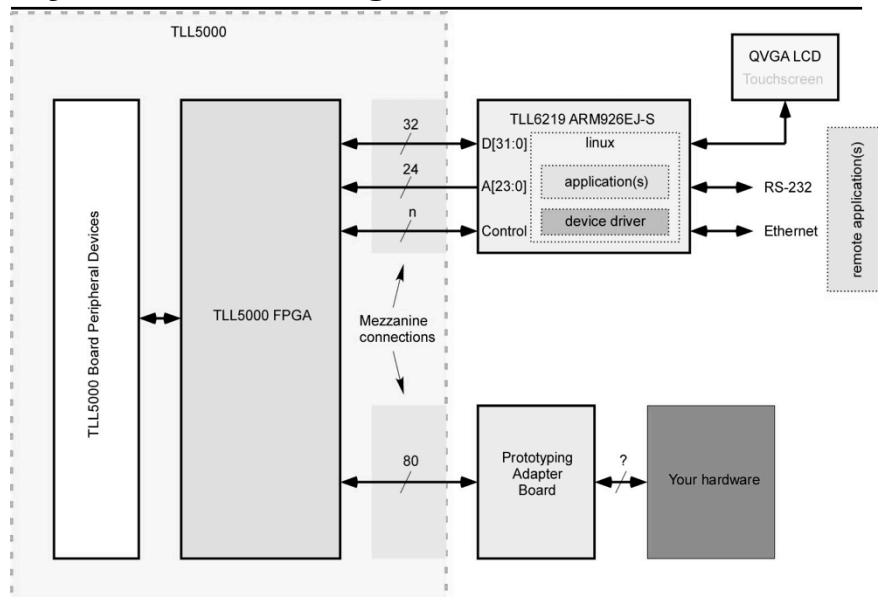 TLL5000
QVGA LCD
Touchscreen
TLL6219 ARM926EJ-S
32
D[31:0]
linux
24
A[23:0]
application(s)
RS-232
n
Control
device driver
Ethernet
remote application(s)
TLL5000 Board Peripheral Devices
TLL5000 FPGA
Mezzanine
connections
80
Prototyping
Adapter
Board
?
Your hardware